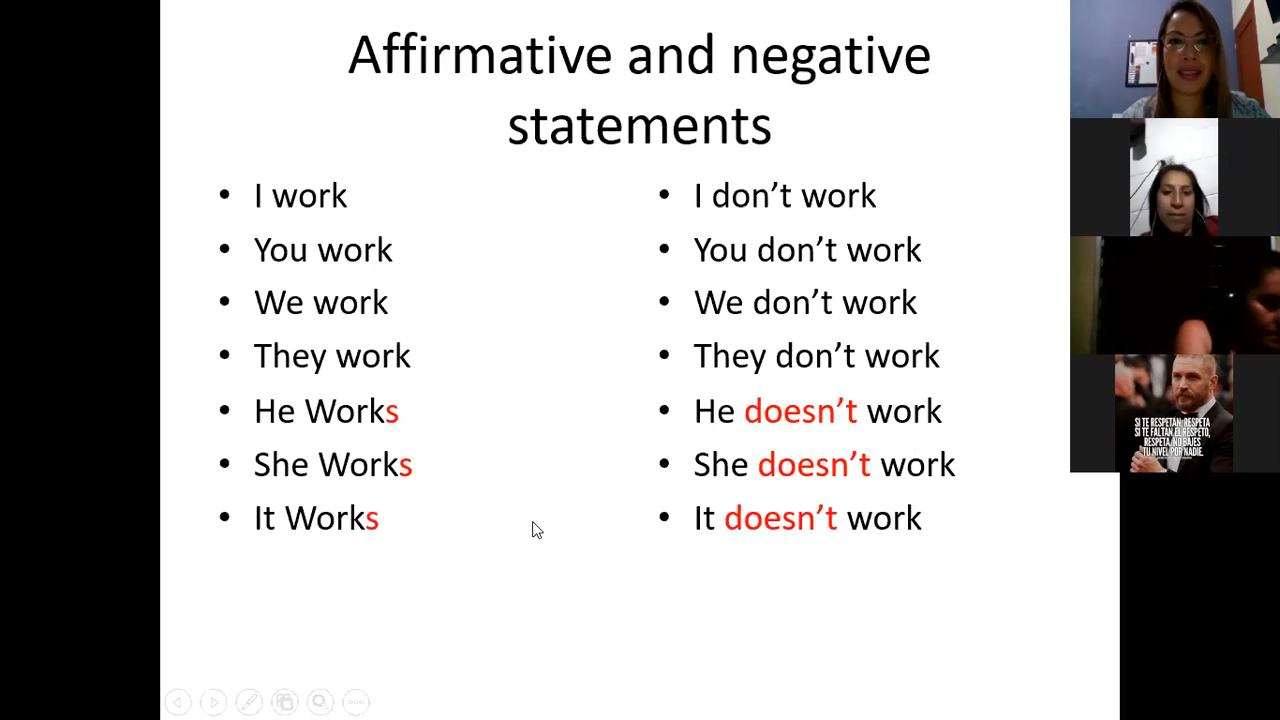 Affirmative and negative
statements
• I work
• You work
• We work
• They work
• He Works
• She Works
• It Works
• I don’t work
• You don’t work
• We don’t work
• They don’t work
• He doesn’t work
• She doesn’t work
• It doesn’t work
SI TE RESPETAN, RESPETA
SI TE FALTAN EL RESPETO,
RESPETA, NO BAJES
TU NIVEL POR NADIE.